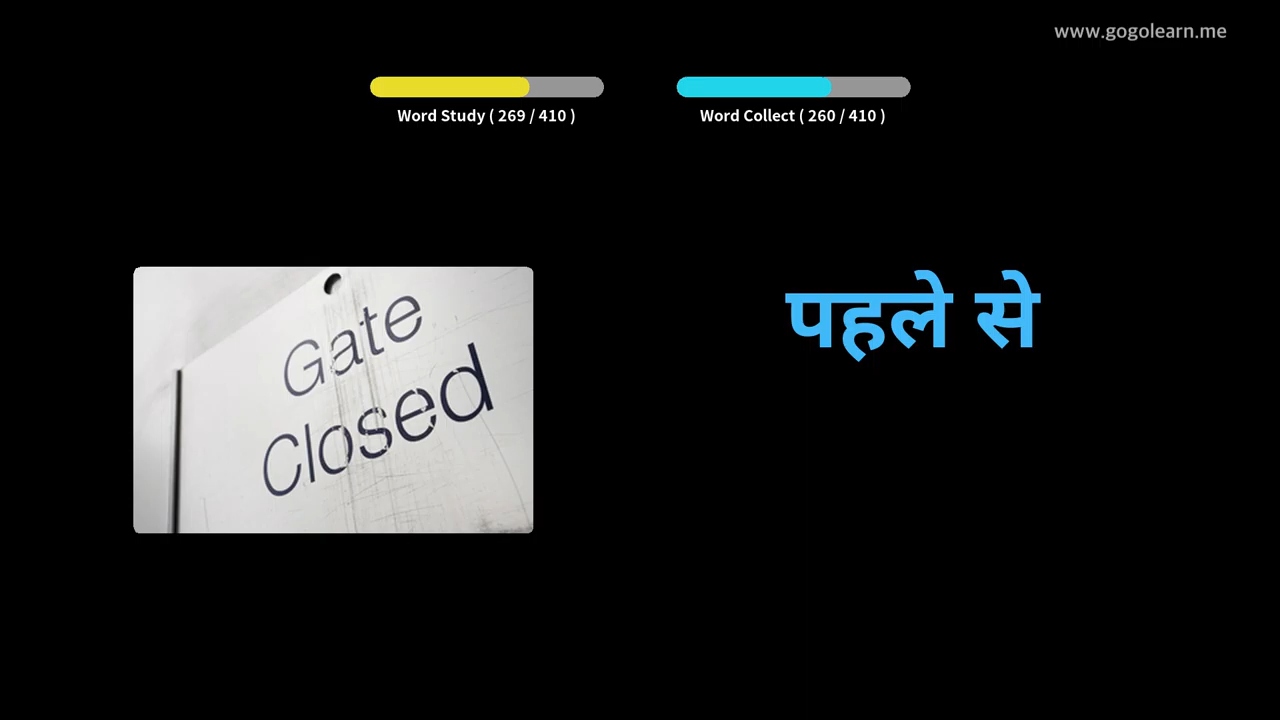 www.gogolearn.me
Word Study ( 269 / 410 )
Word Collect ( 260 / 410 )
Gate
Closed
पहले से